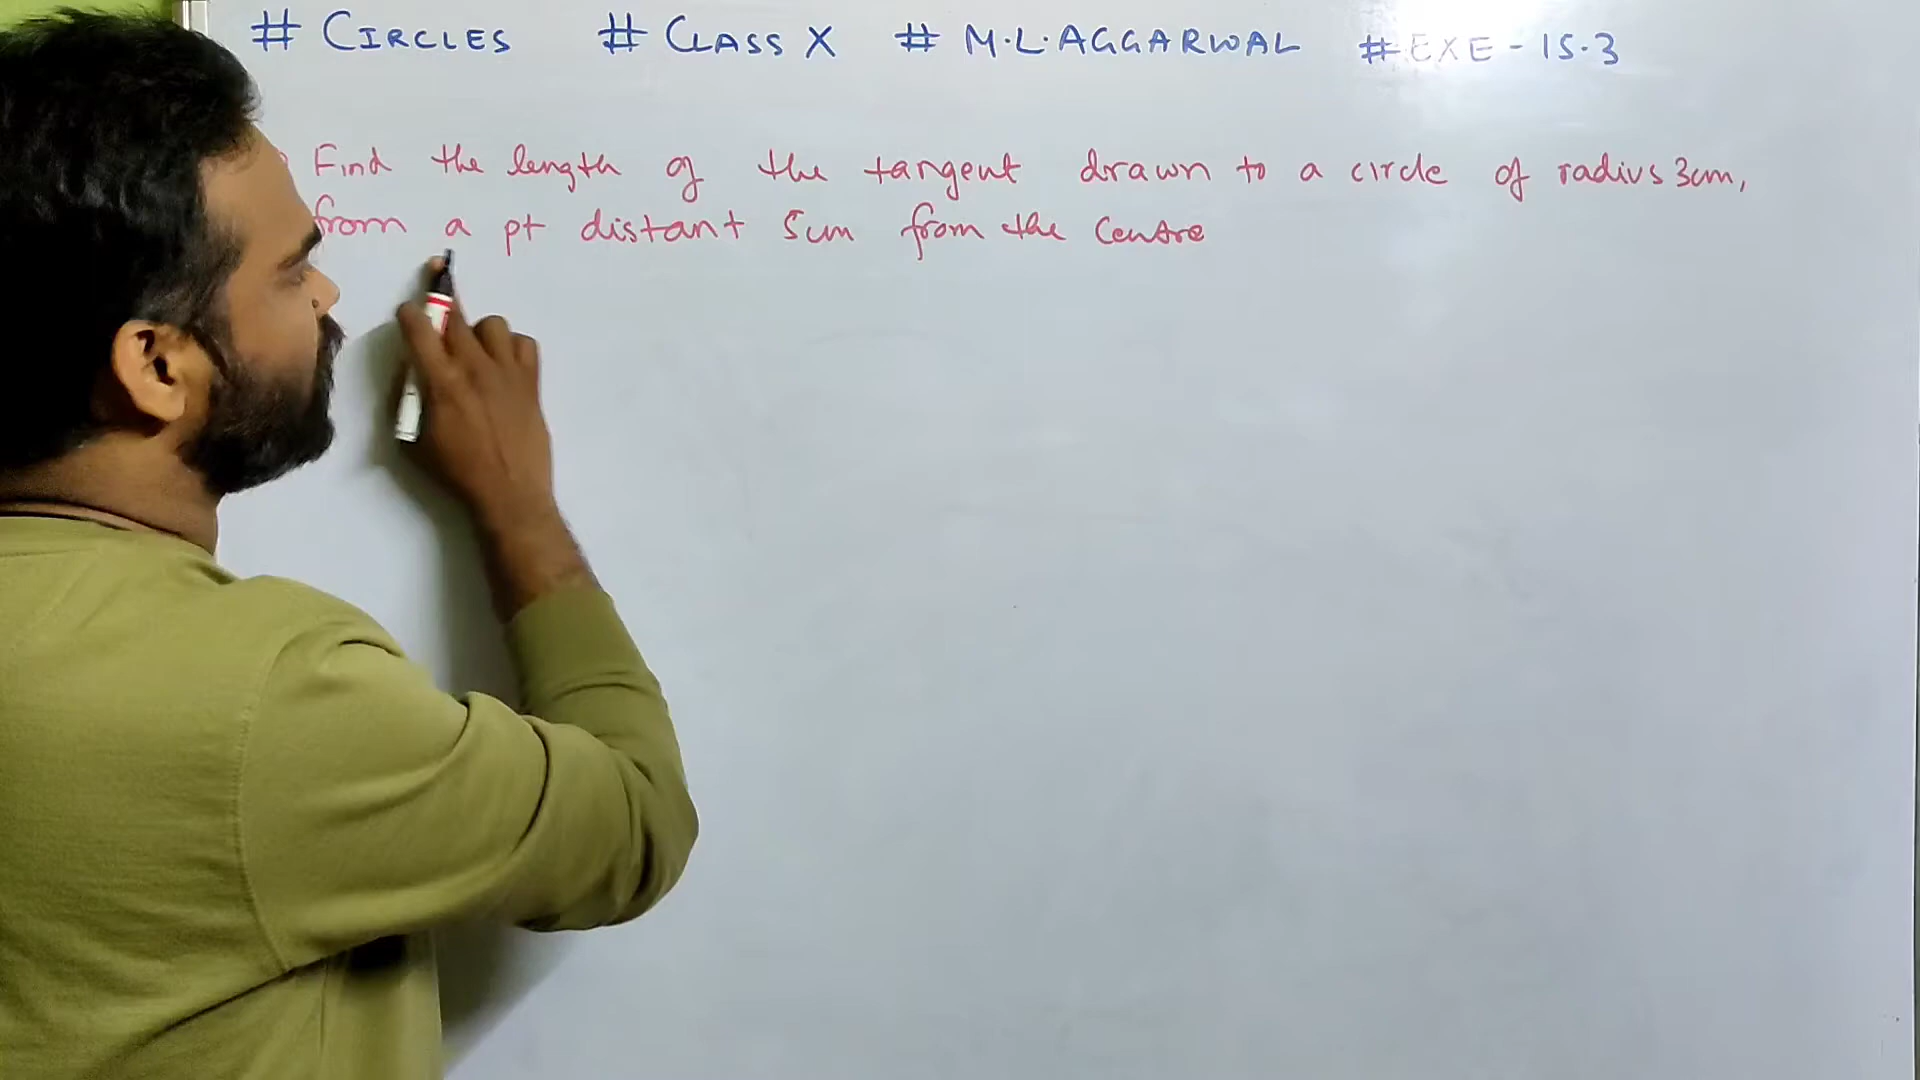 # CIRCLES # CLASS X # M.L.AGGARWAL # EXE - 15.3
Find the length of the tangent drawn to a circle of radius 3cm,
from a pt distant 5cm from the centre